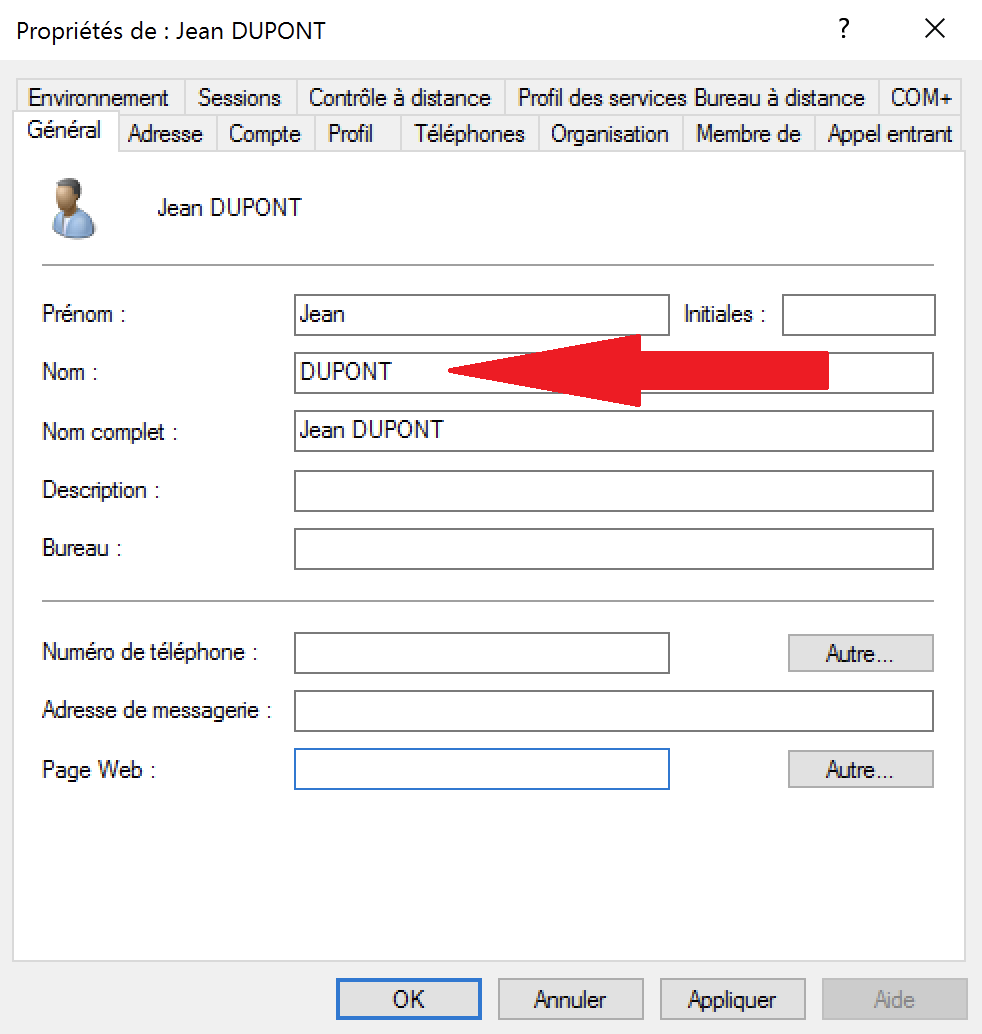 Propriétés de : Jean DUPONT ?
Environnement Sessions Contrôle à distance Profil des services Bureau à distance COM+
Général Adresse Compte Profil Téléphones Organisation Membre de Appel entrant
Jean DUPONT
Prénom : Jean Initiales :
Nom : DUPONT
Nom complet : Jean DUPONT
Description :
Bureau :
Numéro de téléphone : Autre...
Adresse de messagerie :
Page Web : Autre...
OK Annuler Appliquer Aide